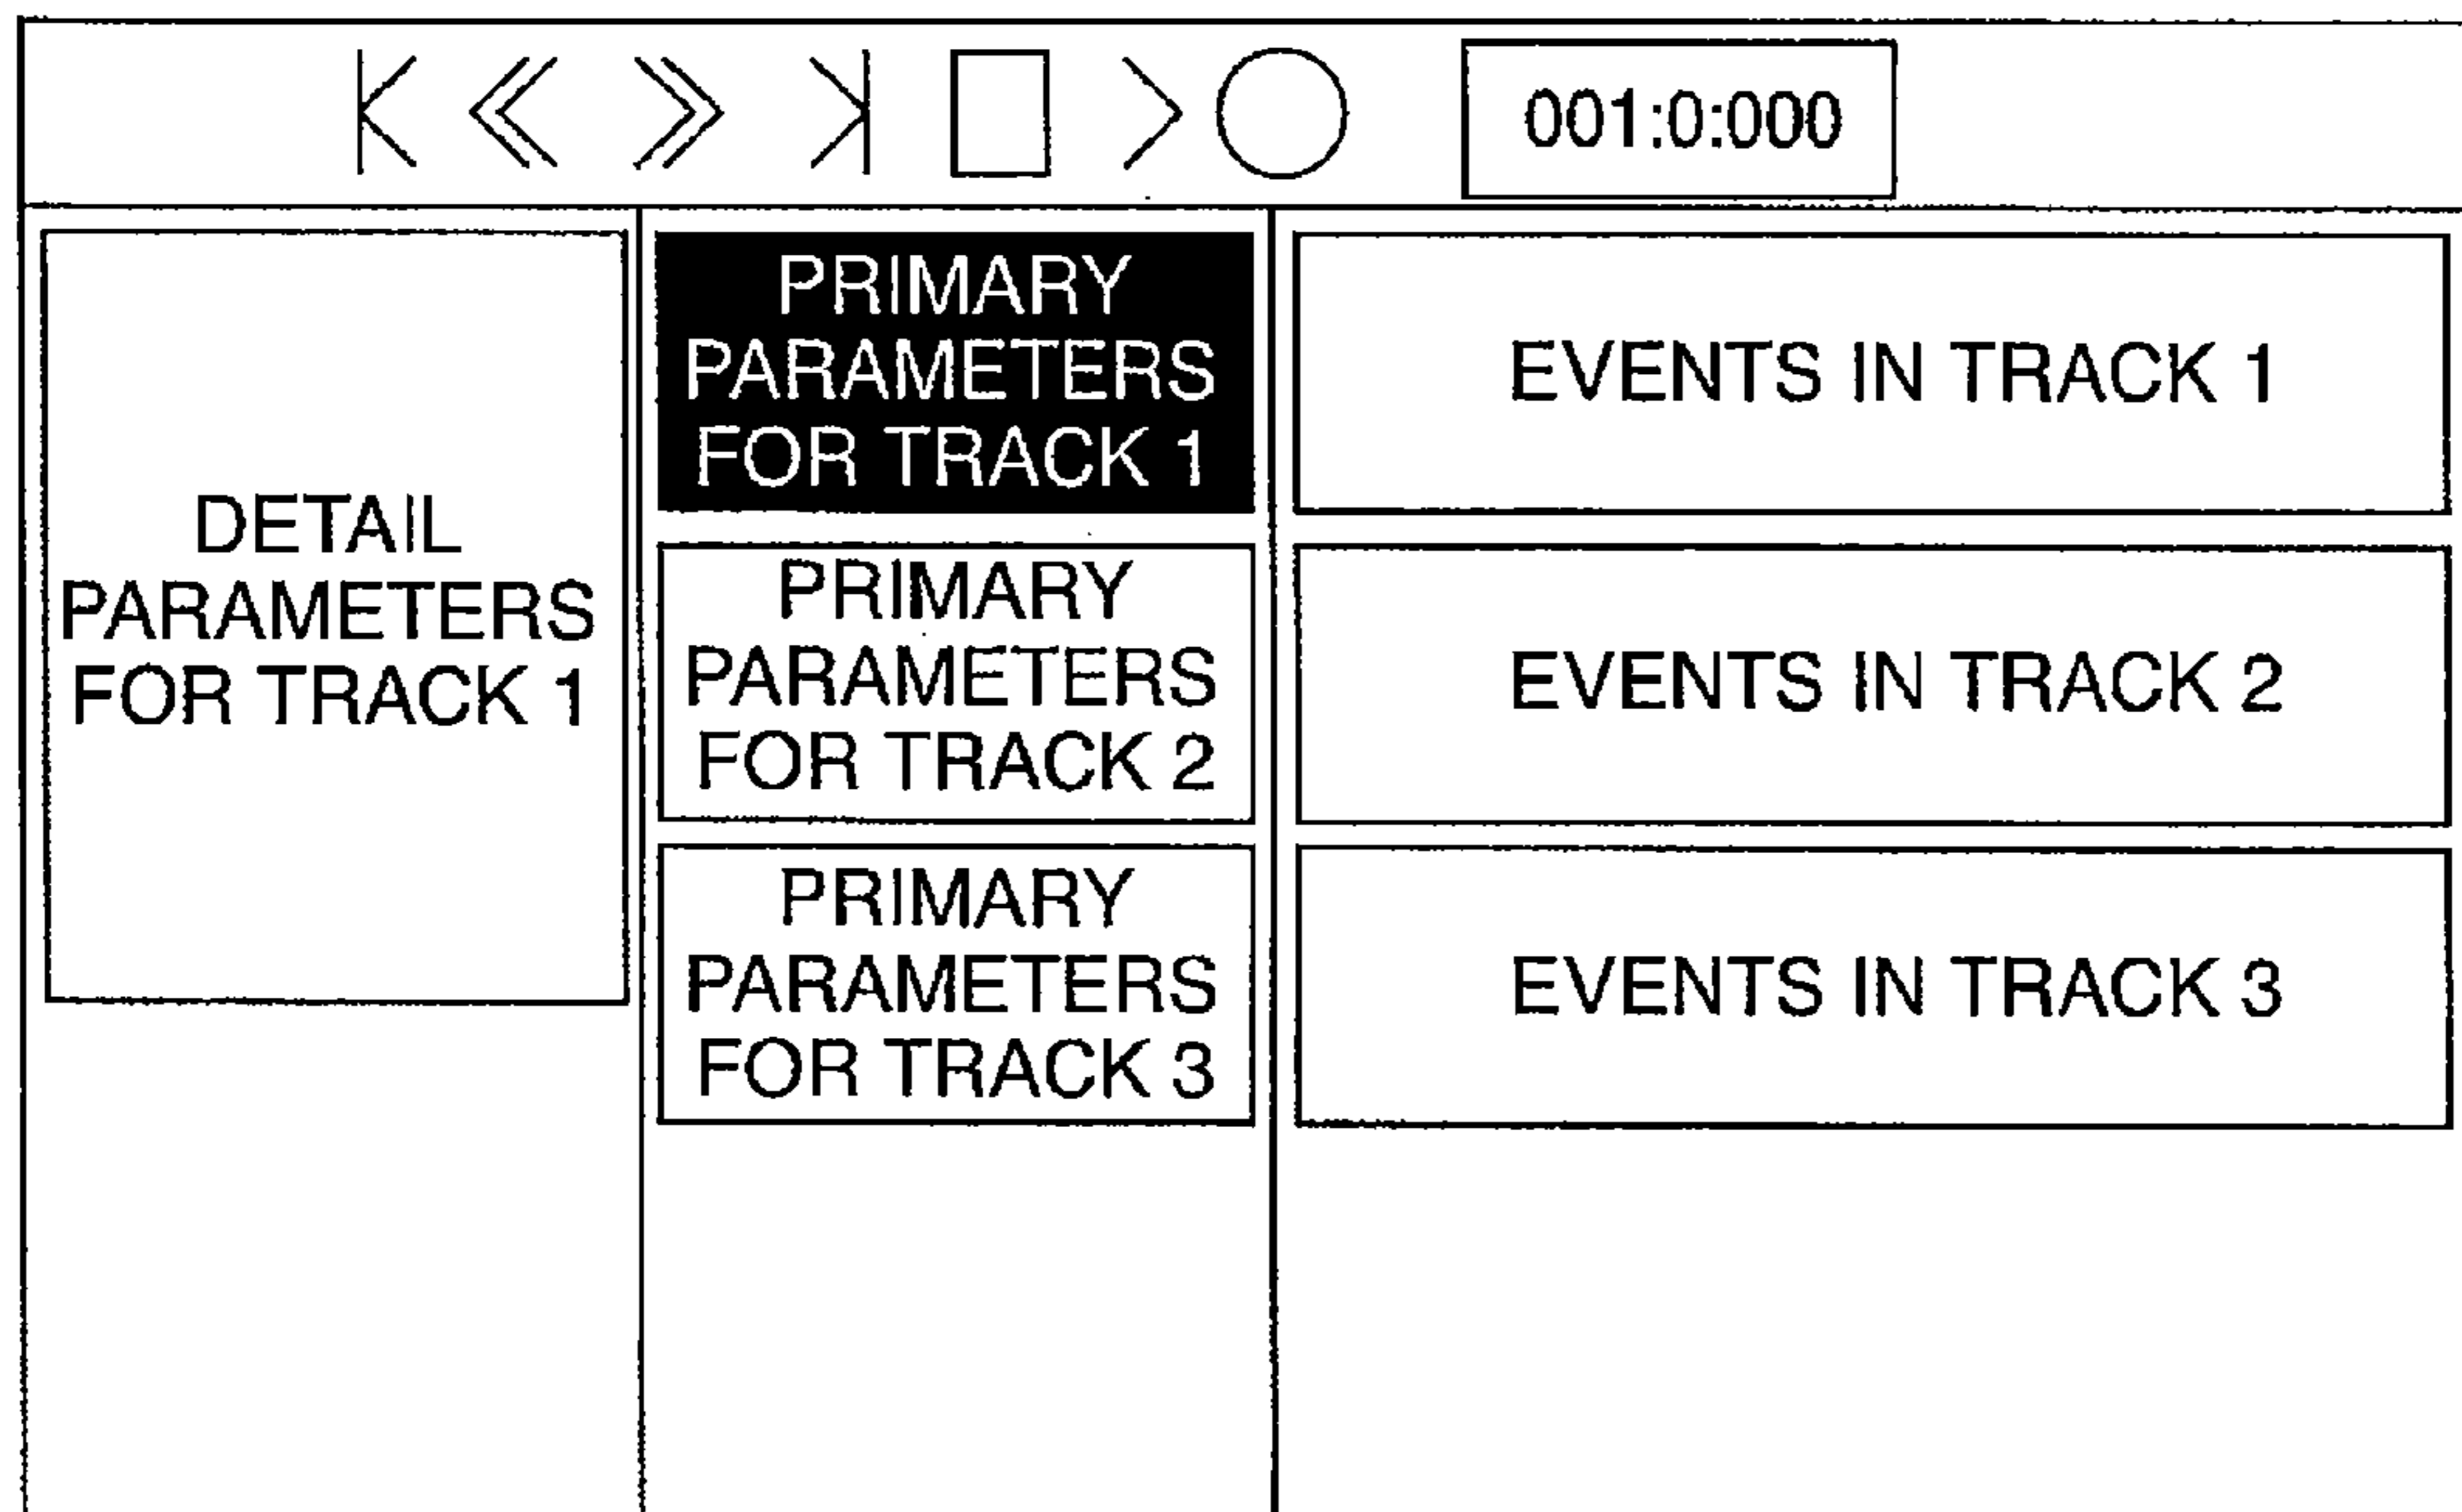 001:0:000
DETAIL
PARAMETERS
FOR TRACK 1
PRIMARY
PARAMETERS
FOR TRACK 1
EVENTS IN TRACK 1
PRIMARY
PARAMETERS
FOR TRACK 2
EVENTS IN TRACK 2
PRIMARY
PARAMETERS
FOR TRACK 3
EVENTS IN TRACK 3